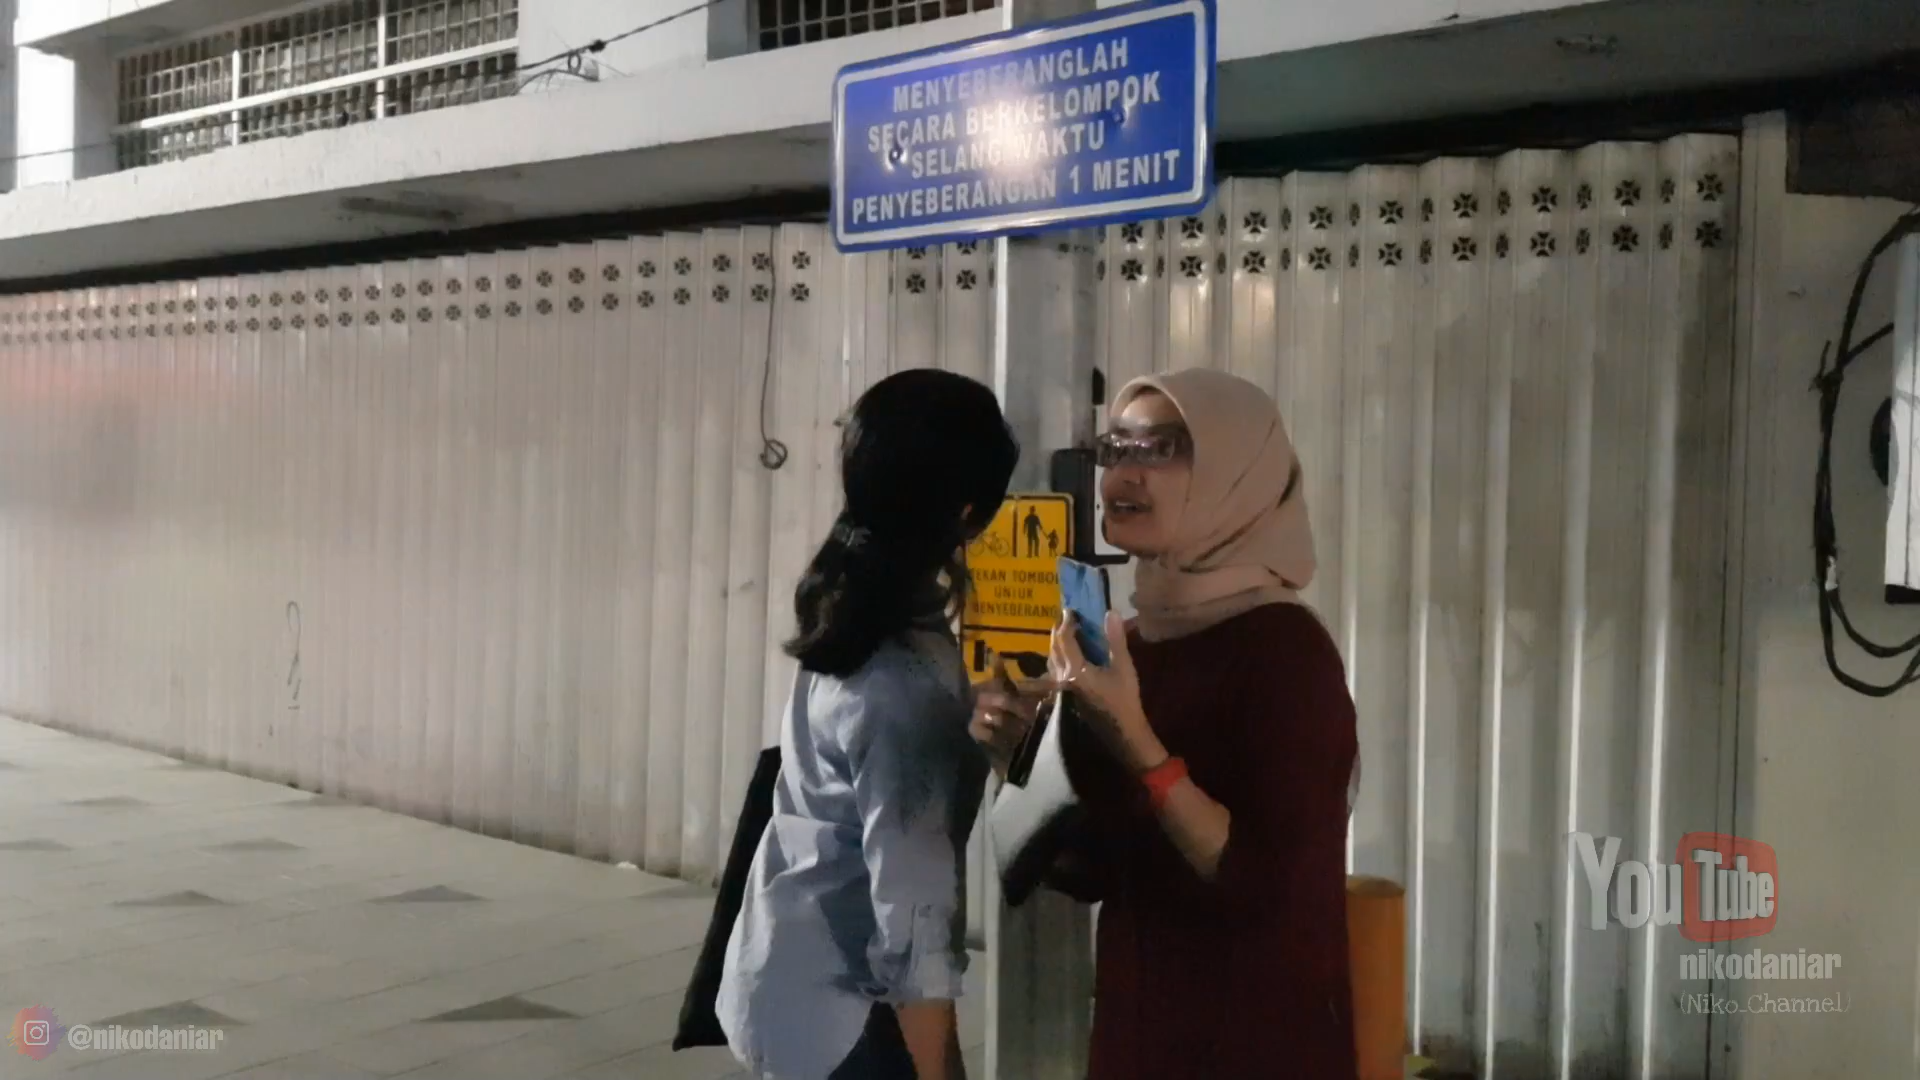 MENYEBERANGLAH
SECARA BERKELOMPOK
SELANG WAKTU
PENYEBERANGAN 1 MENIT
TEKAN TOMBOL
UNTUK
MENYEBERANG
YouTube
nikodaniar
(Niko_Channel)
@nikodaniar